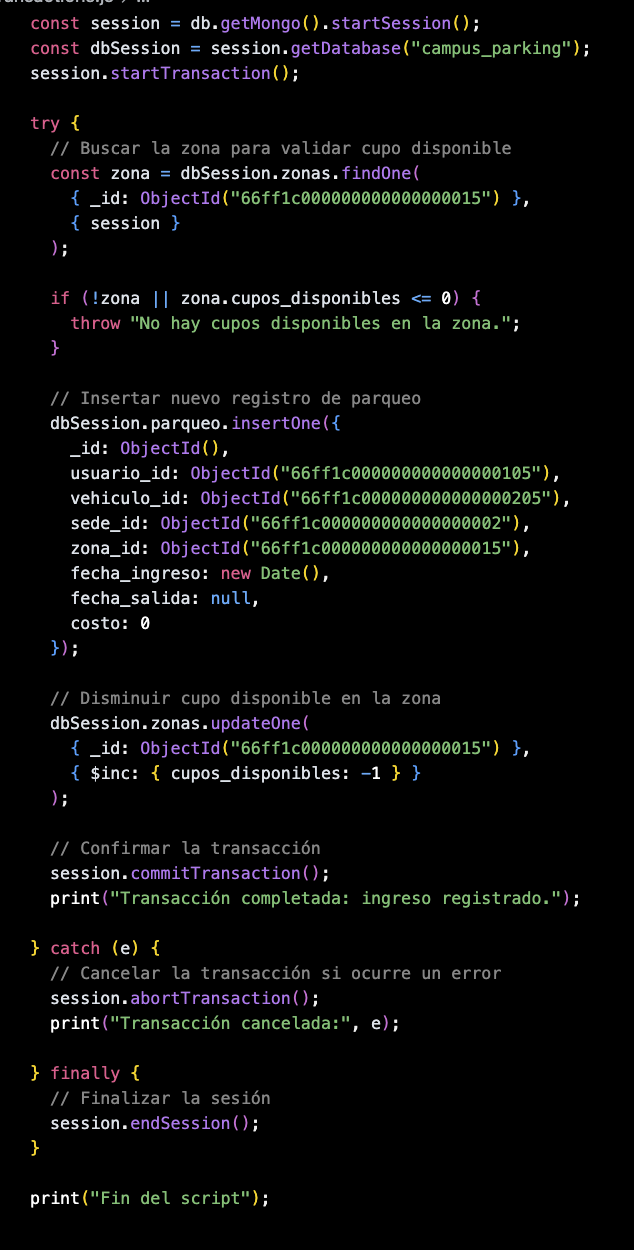 const session = db.getMongo().startSession();
const dbSession = session.getDatabase("campus_parking");
session.startTransaction();

try {
  // Buscar la zona para validar cupo disponible
  const zona = dbSession.zonas.findOne(
    { _id: ObjectId("66ff1c000000000000000015") },
    { session }
  );

  if (!zona || zona.cupos_disponibles <= 0) {
    throw "No hay cupos disponibles en la zona.";
  }

  // Insertar nuevo registro de parqueo
  dbSession.parqueo.insertOne({
    _id: ObjectId(),
    usuario_id: ObjectId("66ff1c000000000000000105"),
    vehiculo_id: ObjectId("66ff1c000000000000000205"),
    sede_id: ObjectId("66ff1c000000000000000002"),
    zona_id: ObjectId("66ff1c000000000000000015"),
    fecha_ingreso: new Date(),
    fecha_salida: null,
    costo: 0
  });

  // Disminuir cupo disponible en la zona
  dbSession.zonas.updateOne(
    { _id: ObjectId("66ff1c000000000000000015") },
    { $inc: { cupos_disponibles: -1 } }
  );

  // Confirmar la transacción
  session.commitTransaction();
  print("Transacción completada: ingreso registrado.");

} catch (e) {
  // Cancelar la transacción si ocurre un error
  session.abortTransaction();
  print("Transacción cancelada:", e);

} finally {
  // Finalizar la sesión
  session.endSession();
}

print("Fin del script");